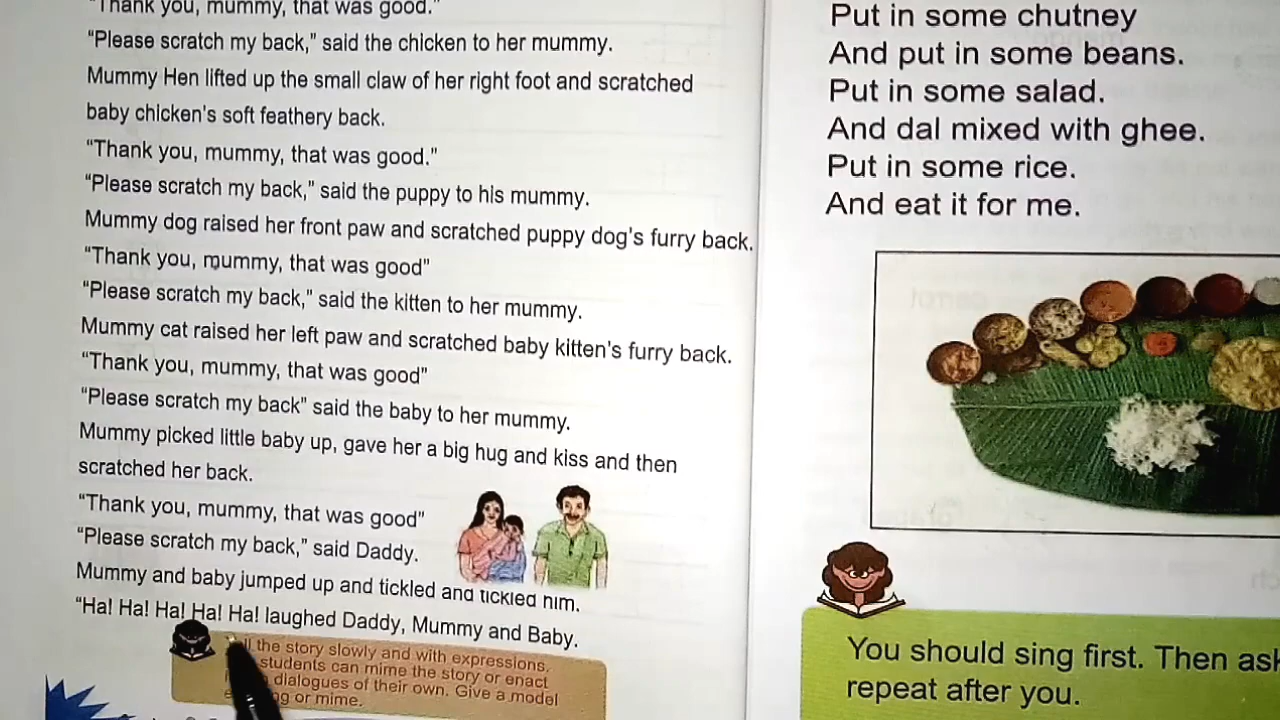 "Thank you, mummy, that was good."
"Please scratch my back," said the chicken to her mummy.
Mummy Hen lifted up the small claw of her right foot and scratched
baby chicken's soft feathery back.
"Thank you, mummy, that was good."
"Please scratch my back," said the puppy to his mummy.
Mummy dog raised her front paw and scratched puppy dog's furry back.
"Thank you, mummy, that was good"
"Please scratch my back," said the kitten to her mummy.
Mummy cat raised her left paw and scratched baby kitten's furry back.
"Thank you, mummy, that was good"
"Please scratch my back" said the baby to her mummy.
Mummy picked little baby up, gave her a big hug and kiss and then
scratched her back.
"Thank you, mummy, that was good"
"Please scratch my back," said Daddy.
Mummy and baby jumped up and tickled and tickled him.
"Ha! Ha! Ha! Ha! Ha! laughed Daddy, Mummy and Baby.
the story slowly and with expressions.
students can mime the story or enact
dialogues of their own. Give a model
or mime.
Put in some chutney
And put in some beans.
Put in some salad.
And dal mixed with ghee.
Put in some rice.
And eat it for me.
You should sing first. Then ask
repeat after you.